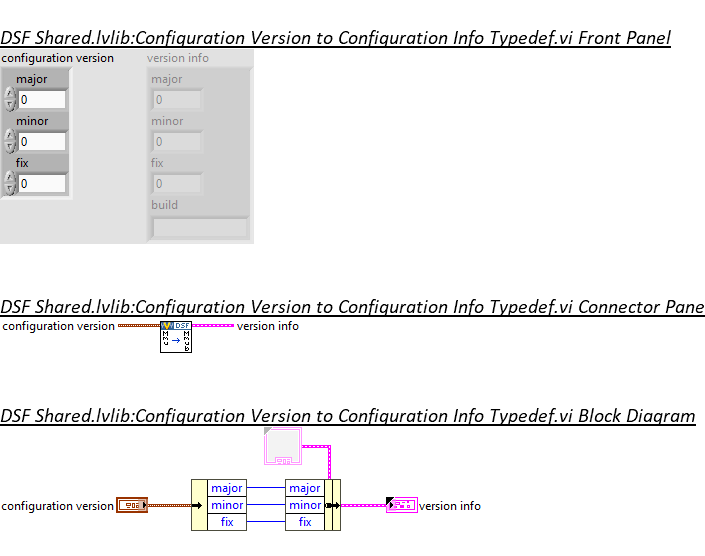 DSF Shared.lvlib:Configuration Version to Configuration Info Typedef.vi Front Panel
configuration version version info
major major
0 0
minor minor
0 0
fix fix
0 0
build
DSF Shared.lvlib:Configuration Version to Configuration Info Typedef.vi Connector Pane
configuration version DSF version info
DSF Shared.lvlib:Configuration Version to Configuration Info Typedef.vi Block Diagram
major major
configuration version minor minor version info
fix fix